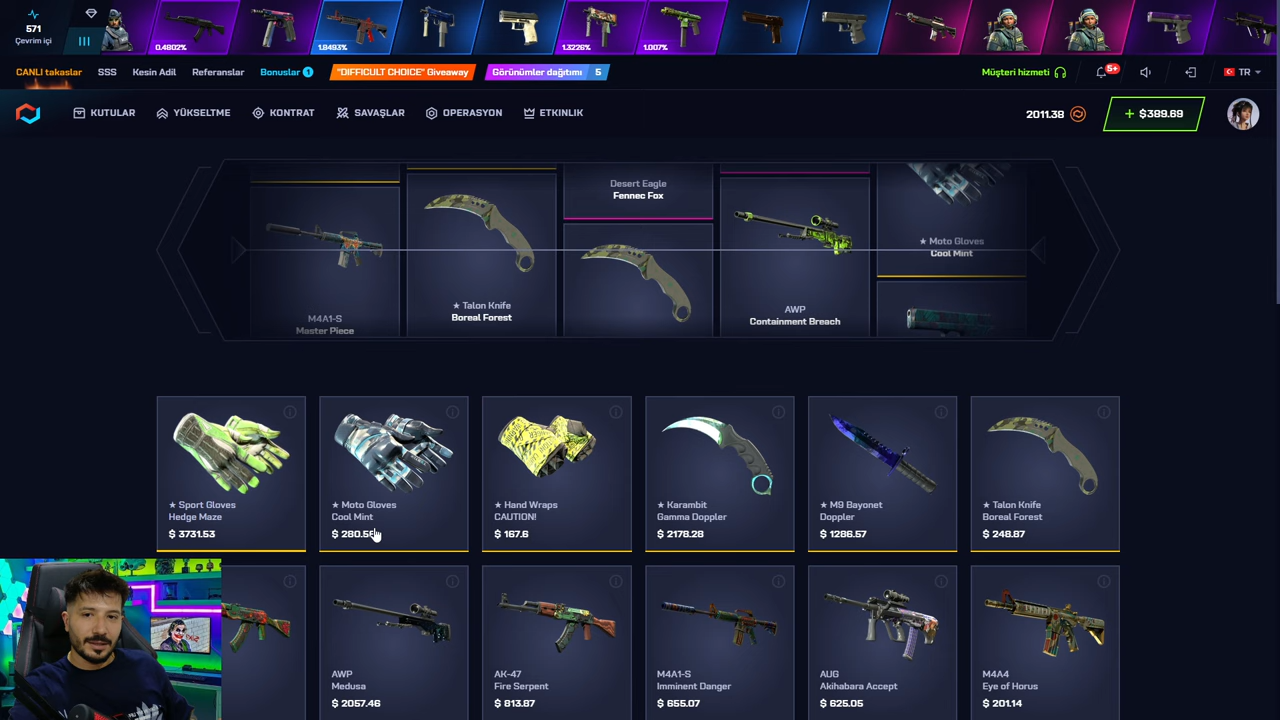 571
Çevrim içi
0.4802%
1.8493%
1.3226%
1.007%
CANLI takaslar
SSS
Kesin Adil
Referanslar
Bonuslar 1
"DIFFICULT CHOICE" Giveaway
Görünümler dağıtımı 5
Müşteri hizmeti
5+
TR
KUTULAR
YÜKSELTME
KONTRAT
SAVAŞLAR
OPERASYON
ETKINLIK
2011.38
+ $389.69
M4A1-S
Master Piece
★ Talon Knife
Boreal Forest
Desert Eagle
Fennec Fox
AWP
Containment Breach
★ Moto Gloves
Cool Mint
★ Sport Gloves
Hedge Maze
$ 3731.53
★ Moto Gloves
Cool Mint
★ Hand Wraps
CAUTION!
$ 167.6
★ Karambit
Gamma Doppler
$ 2178.28
★ M9 Bayonet
Doppler
$ 1286.57
★ Talon Knife
Boreal Forest
$ 248.87
AWP
Medusa
$ 2057.46
AK-47
Fire Serpent
$ 813.87
M4A1-S
Imminent Danger
$ 655.07
AUG
Akihabara Accept
$ 625.05
M4A4
Eye of Horus
$ 201.14